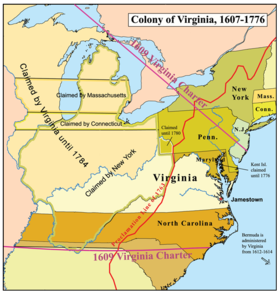 Colony of Virginia, 1607-1776
1609 Virginia Charter
Claimed by Virginia until 1784
Claimed by Massachusetts
Claimed by Connecticut
Claimed by New York
Claimed
until 1780
New
York
Mass.
Conn.
N.J.
Penn.
Maryland
Kent Isl.
claimed
until 1776
Virginia
Jamestown
Proclamation Line of 1763
North Carolina
Bermuda is
administered by
Virginia
from 1612-1614
1609 Virginia Charter